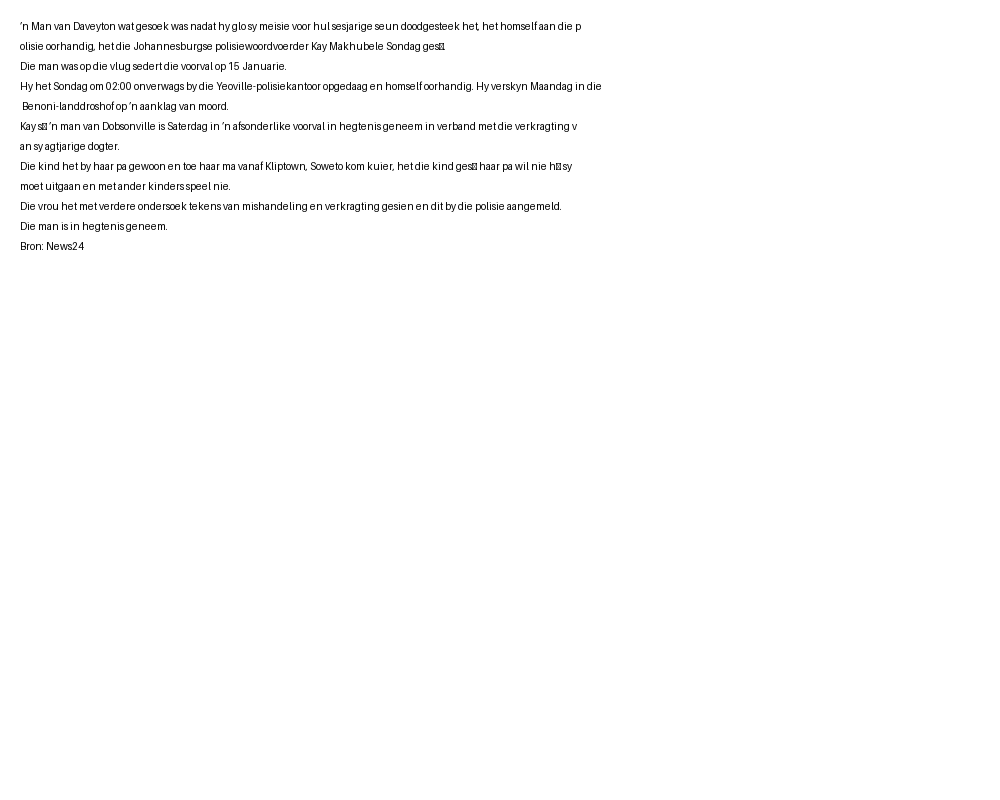 'n Man van Daveyton wat gesoek was nadat hy glo sy meisie voor hul sesjarige seun doodgesteek het, het homself aan die p
olisie oorhandig, het die Johannesburgse polisiewoordvoerder Kay Makhubele Sondag ges▯.
Die man was op die vlug sedert die voorval op 15 Januarie.
Hy het Sondag om 02:00 onverwags by die Yeoville-polisiekantoor opgedaag en homself oorhandig. Hy verskyn Maandag in die
Benoni-landdroshof op 'n aanklag van moord.
Kay s▯ 'n man van Dobsonville is Saterdag in 'n afsonderlike voorval in hegtenis geneem in verband met die verkragting v
an sy agtjarige dogter.
Die kind het by haar pa gewoon en toe haar ma vanaf Kliptown, Soweto kom kuier, het die kind ges▯ haar pa wil nie h▯ sy
moet uitgaan en met ander kinders speel nie.
Die vrou het met verdere ondersoek tekens van mishandeling en verkragting gesien en dit by die polisie aangemeld.
Die man is in hegtenis geneem.
Bron: News24